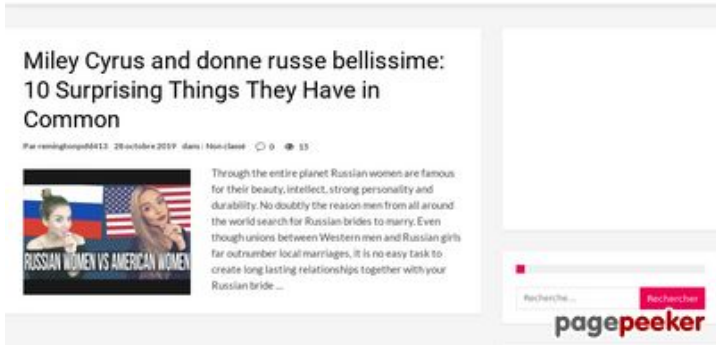 Miley Cyrus and donne russe bellissime:
10 Surprising Things They Have in
Common
Par remingtonpdd413 28 octobre 2019 dans : Non classé 0 13
Through the entire planet Russian women are famous
for their beauty, intellect, strong personality and
durability. No doubtly the reason men from all around
the world search for Russian brides to marry. Even
though unions between Western men and Russian girls
far outnumber local marriages, it is no easy task to
create long lasting relationships together with your
Russian bride ...
RUSSIAN WOMEN VS AMERICAN WOMEN
Recherche ...
Rechercher
pagepeeker